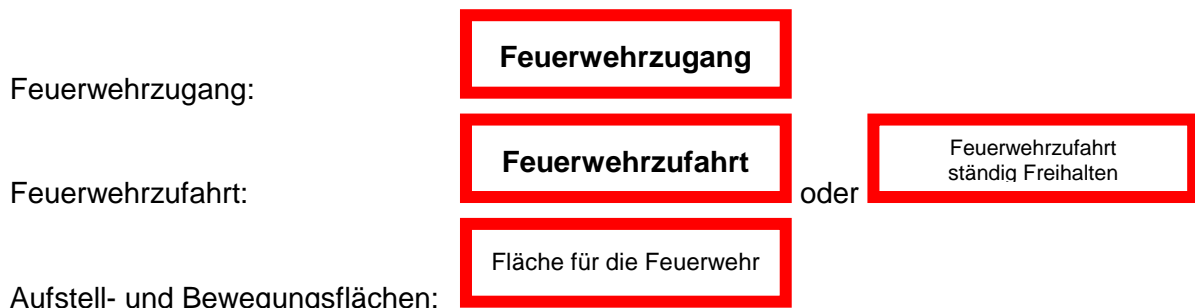 Feuerwehrzugang
Feuerwehrzugang:
Feuerwehrzufahrt
Feuerwehrzufahrt
ständig Freihalten
Feuerwehrzufahrt:
oder
Fläche für die Feuerwehr
Aufstell- und Bewegungsflächen: